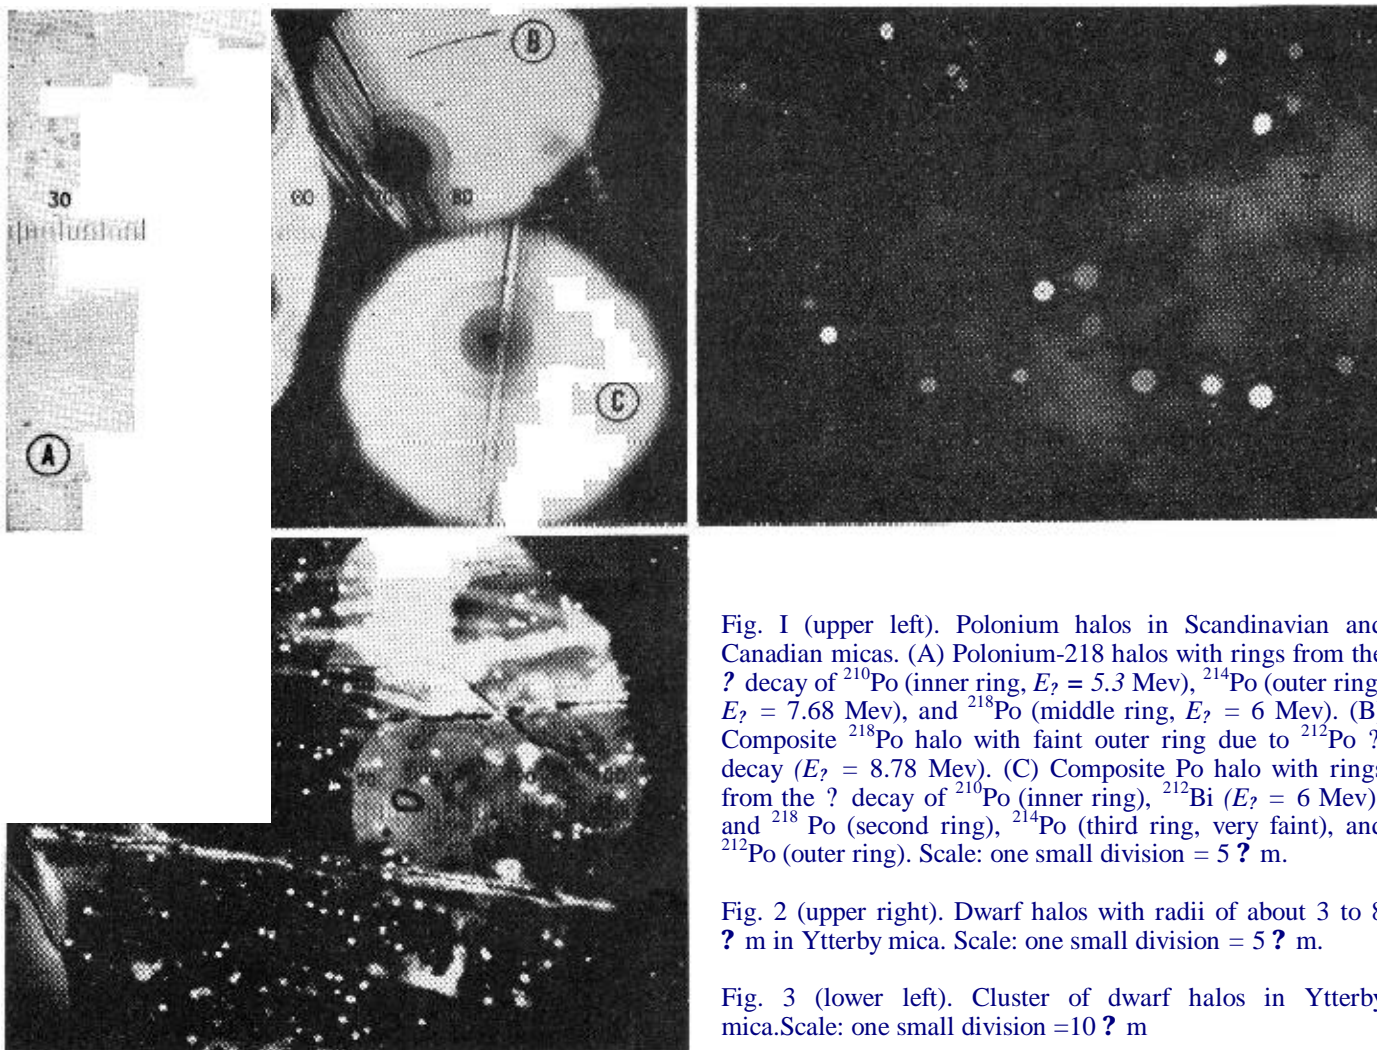 B
30
60
70
80
C
A
Fig. I (upper left). Polonium halos in Scandinavian and
Canadian micas. (A) Polonium-218 halos with rings from the
? decay of ²¹⁰Po (inner ring, E? = 5.3 Mev), ²¹⁴Po (outer ring
E? = 7.68 Mev), and ²¹⁸Po (middle ring, E? = 6 Mev). (B
Composite ²¹⁸Po halo with faint outer ring due to ²¹²Po ?
decay (E? = 8.78 Mev). (C) Composite Po halo with rings
from the ? decay of ²¹⁰Po (inner ring), ²¹²Bi (E? = 6 Mev)
and ²¹⁸ Po (second ring), ²¹⁴Po (third ring, very faint), and
²¹²Po (outer ring). Scale: one small division = 5 ? m.
Fig. 2 (upper right). Dwarf halos with radii of about 3 to 8
? m in Ytterby mica. Scale: one small division = 5 ? m.
Fig. 3 (lower left). Cluster of dwarf halos in Ytterby
mica.Scale: one small division =10 ? m